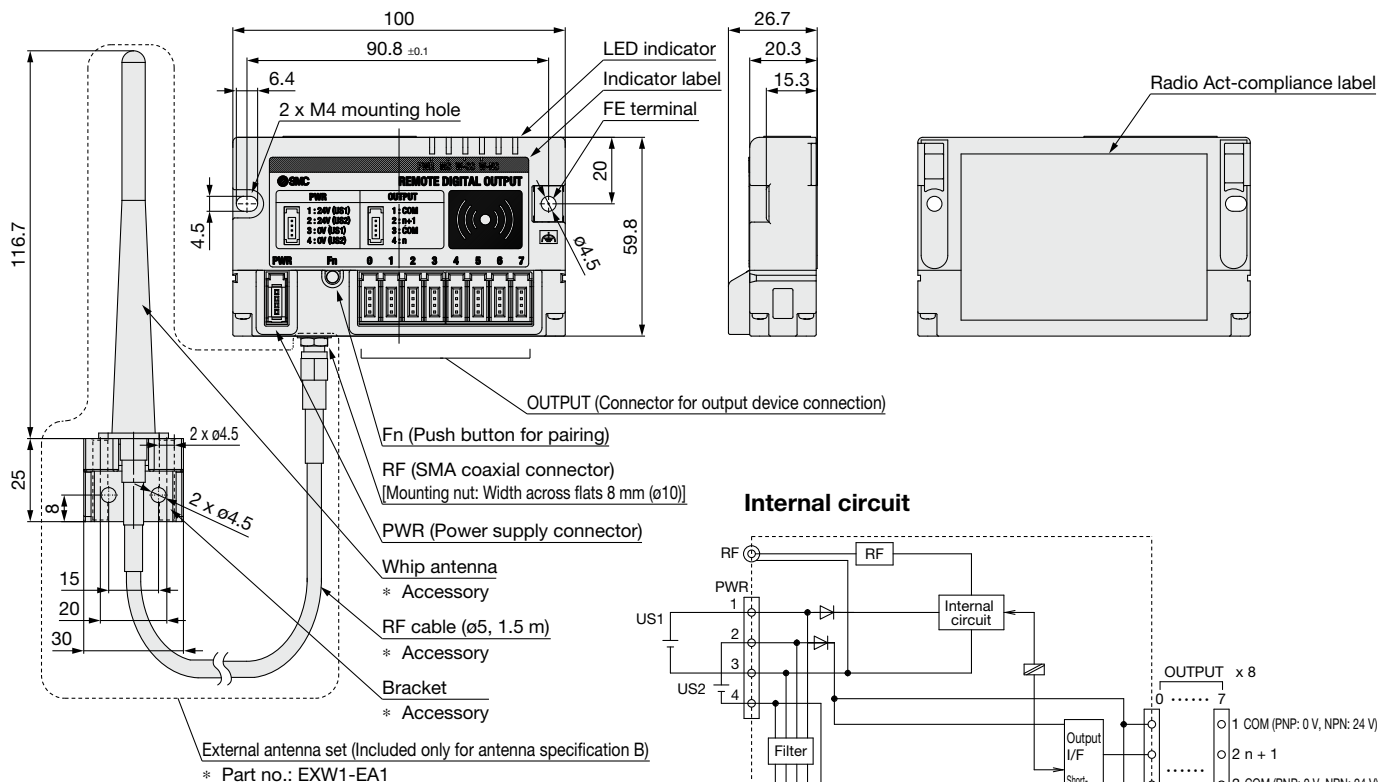 100
90.8 ±0.1
6.4
2 x M4 mounting hole
LED indicator
Indicator label
FE terminal
26.7
20.3
15.3
Radio Act-compliance label
116.7
4.5
20
59.8
ø4.5
SMC
REMOTE DIGITAL OUTPUT
PWR
1 : 24V (US1)
2 : 24V (US2)
3 : 0V (US1)
4 : 0V (US2)
OUTPUT
1 : COM
2 : n+1
3 : COM
4 : n
PWR Fn 0 1 2 3 4 5 6 7
OUTPUT (Connector for output device connection)
Fn (Push button for pairing)
RF (SMA coaxial connector)
[Mounting nut: Width across flats 8 mm (ø10)]
PWR (Power supply connector)
Whip antenna
* Accessory
RF cable (ø5, 1.5 m)
* Accessory
Bracket
* Accessory
External antenna set (Included only for antenna specification B)
* Part no.: EXW1-EA1
2 x ø4.5
25
8
2 x ø4.5
15
20
30
Internal circuit
RF
RF
PWR
US1
1
2
3
US2
4
Internal
circuit
Filter
Output
I/F
Short-
OUTPUT x 8
0 ······ 7
1 COM (PNP: 0 V, NPN: 24 V)
2 n + 1
······